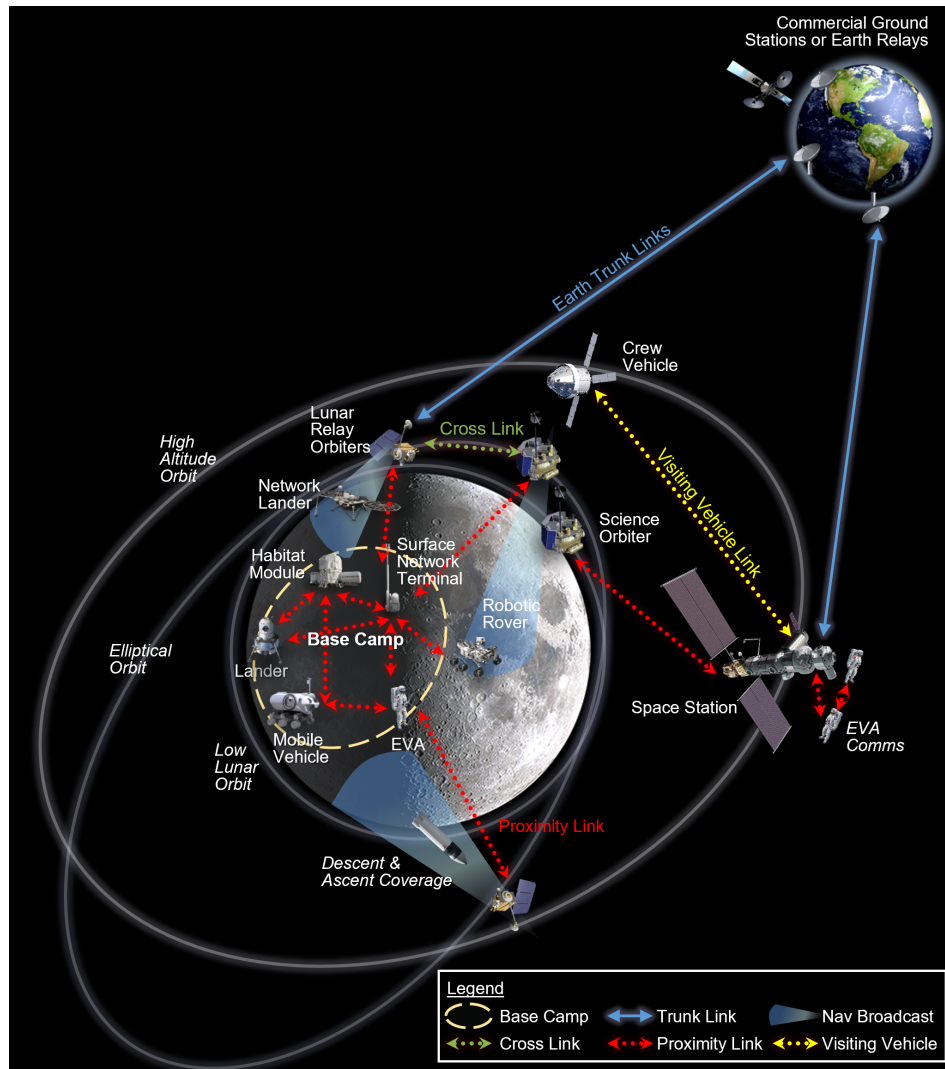 Commercial Ground
Stations or Earth Relays
Earth Trunk Links
Crew
Vehicle
Lunar
Relay
Orbiters
Cross Link
High
Altitude
Orbit
Visiting Vehicle Link
Network
Lander
Science
Orbiter
Surface
Network
Terminal
Habitat
Module
Robotic
Rover
Base Camp
Elliptical
Orbit
Lander
Space Station
EVA
Comms
Mobile
Vehicle
EVA
Low
Lunar
Orbit
Proximity Link
Descent &
Ascent Coverage
Legend
Base Camp
Trunk Link
Nav Broadcast
Cross Link
Proximity Link
Visiting Vehicle